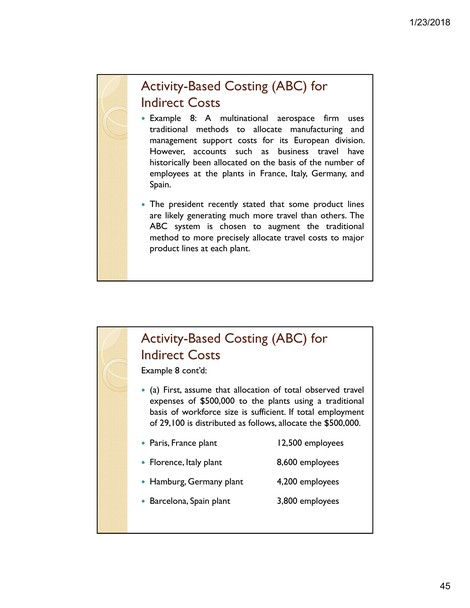 1/23/2018
Activity-Based Costing (ABC) for
Indirect Costs
Example 8: A multinational aerospace firm uses
traditional methods to allocate manufacturing and
management support costs for its European division.
However, accounts such as business travel have
historically been allocated on the basis of the number of
employees at the plants in France, Italy, Germany, and
Spain.
The president recently stated that some product lines
are likely generating much more travel than others. The
ABC system is chosen to augment the traditional
method to more precisely allocate travel costs to major
product lines at each plant.
Activity-Based Costing (ABC) for
Indirect Costs
Example 8 cont'd:
(a) First, assume that allocation of total observed travel
expenses of $500,000 to the plants using a traditional
basis of workforce size is sufficient. If total employment
of 29,100 is distributed as follows, allocate the $500,000.
Paris, France plant 12,500 employees
Florence, Italy plant 8,600 employees
Hamburg, Germany plant 4,200 employees
Barcelona, Spain plant 3,800 employees
45